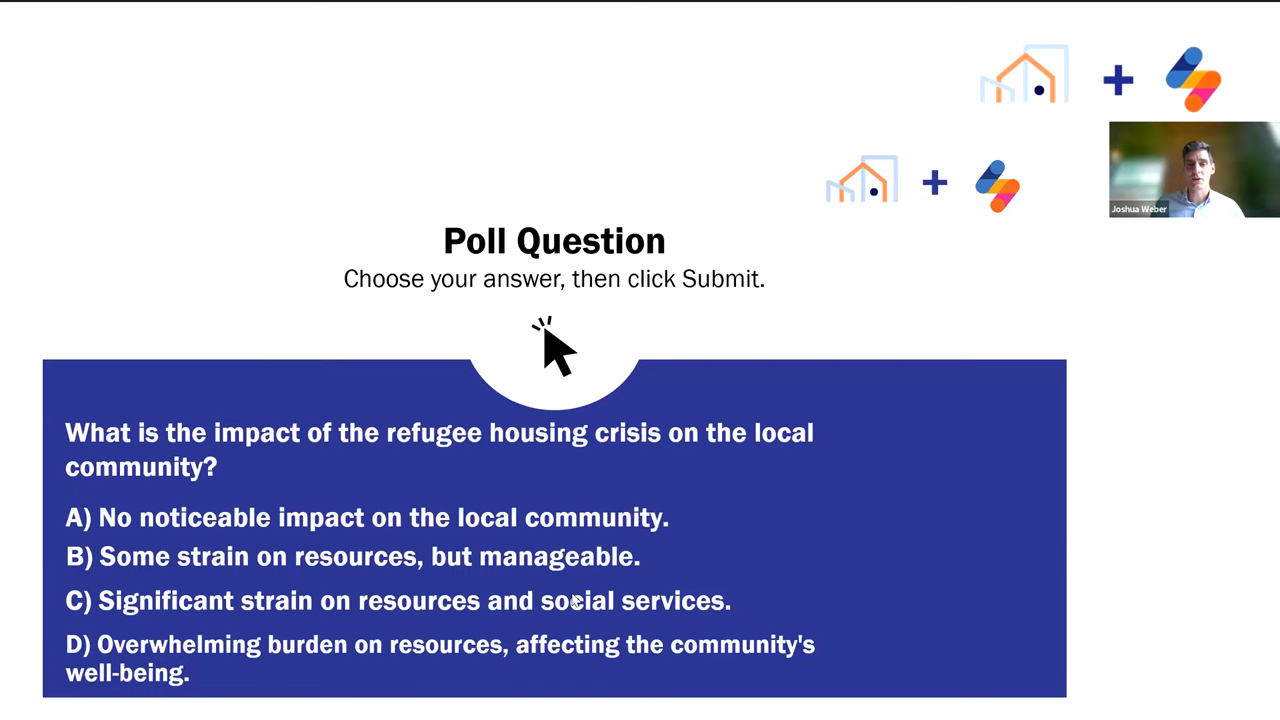 Joshua Weber
Poll Question
Choose your answer, then click Submit.
What is the impact of the refugee housing crisis on the local
community?
A) No noticeable impact on the local community.
B) Some strain on resources, but manageable.
C) Significant strain on resources and social services.
D) Overwhelming burden on resources, affecting the community's
well-being.